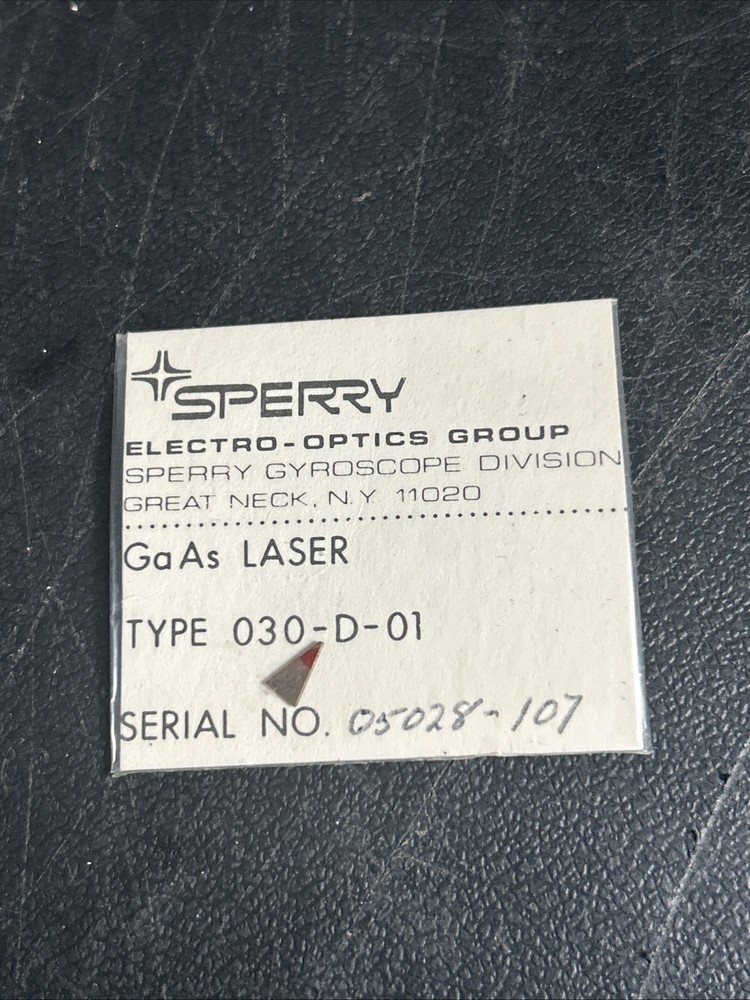 SPERRY
ELECTRO-OPTICS GROUP
SPERRY GYROSCOPE DIVISION
GREAT NECK, N.Y. 11020
GaAs LASER
TYPE 030-D-01
SERIAL NO. 05028-107